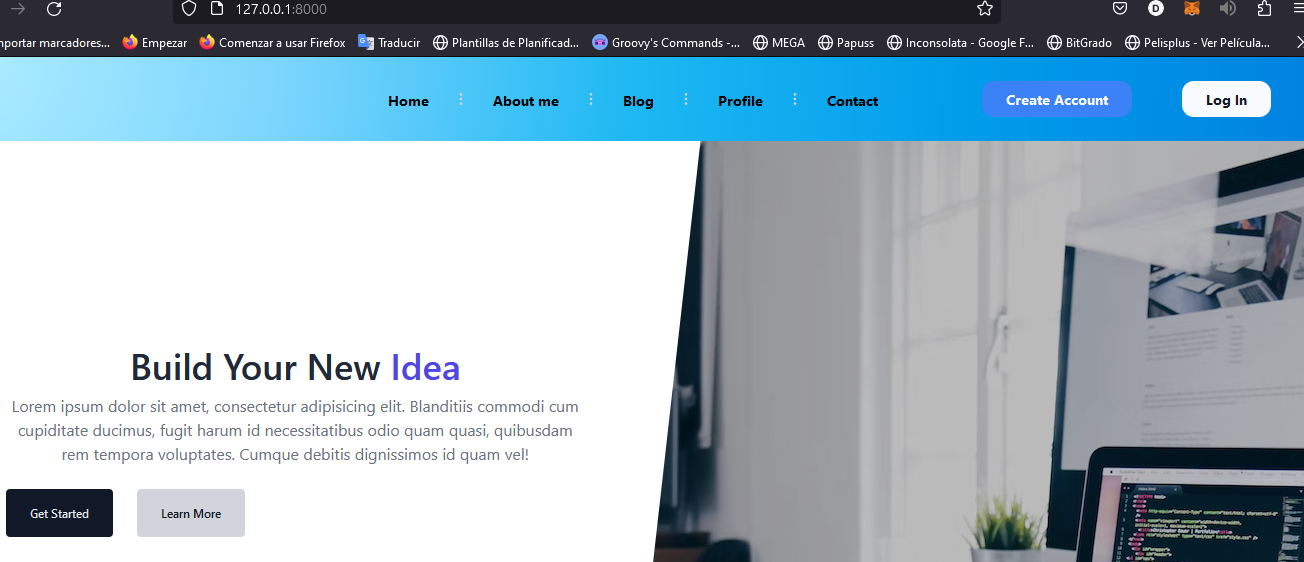 127.0.0.1:8000
mportar marcadores... Empezar Comenzar a usar Firefox Traducir Plantillas de Planificad... Groovy's Commands -... MEGA Papuss Inconsolata - Google F... BitGrado Pelisplus - Ver Película...
Home About me Blog Profile Contact Create Account Log In
Build Your New Idea
Lorem ipsum dolor sit amet, consectetur adipisicing elit. Blanditiis commodi cum
cupiditate ducimus, fugit harum id necessitatibus odio quam quasi, quibusdam
rem tempora voluptates. Cumque debitis dignissimos id quam vel!
Get Started Learn More